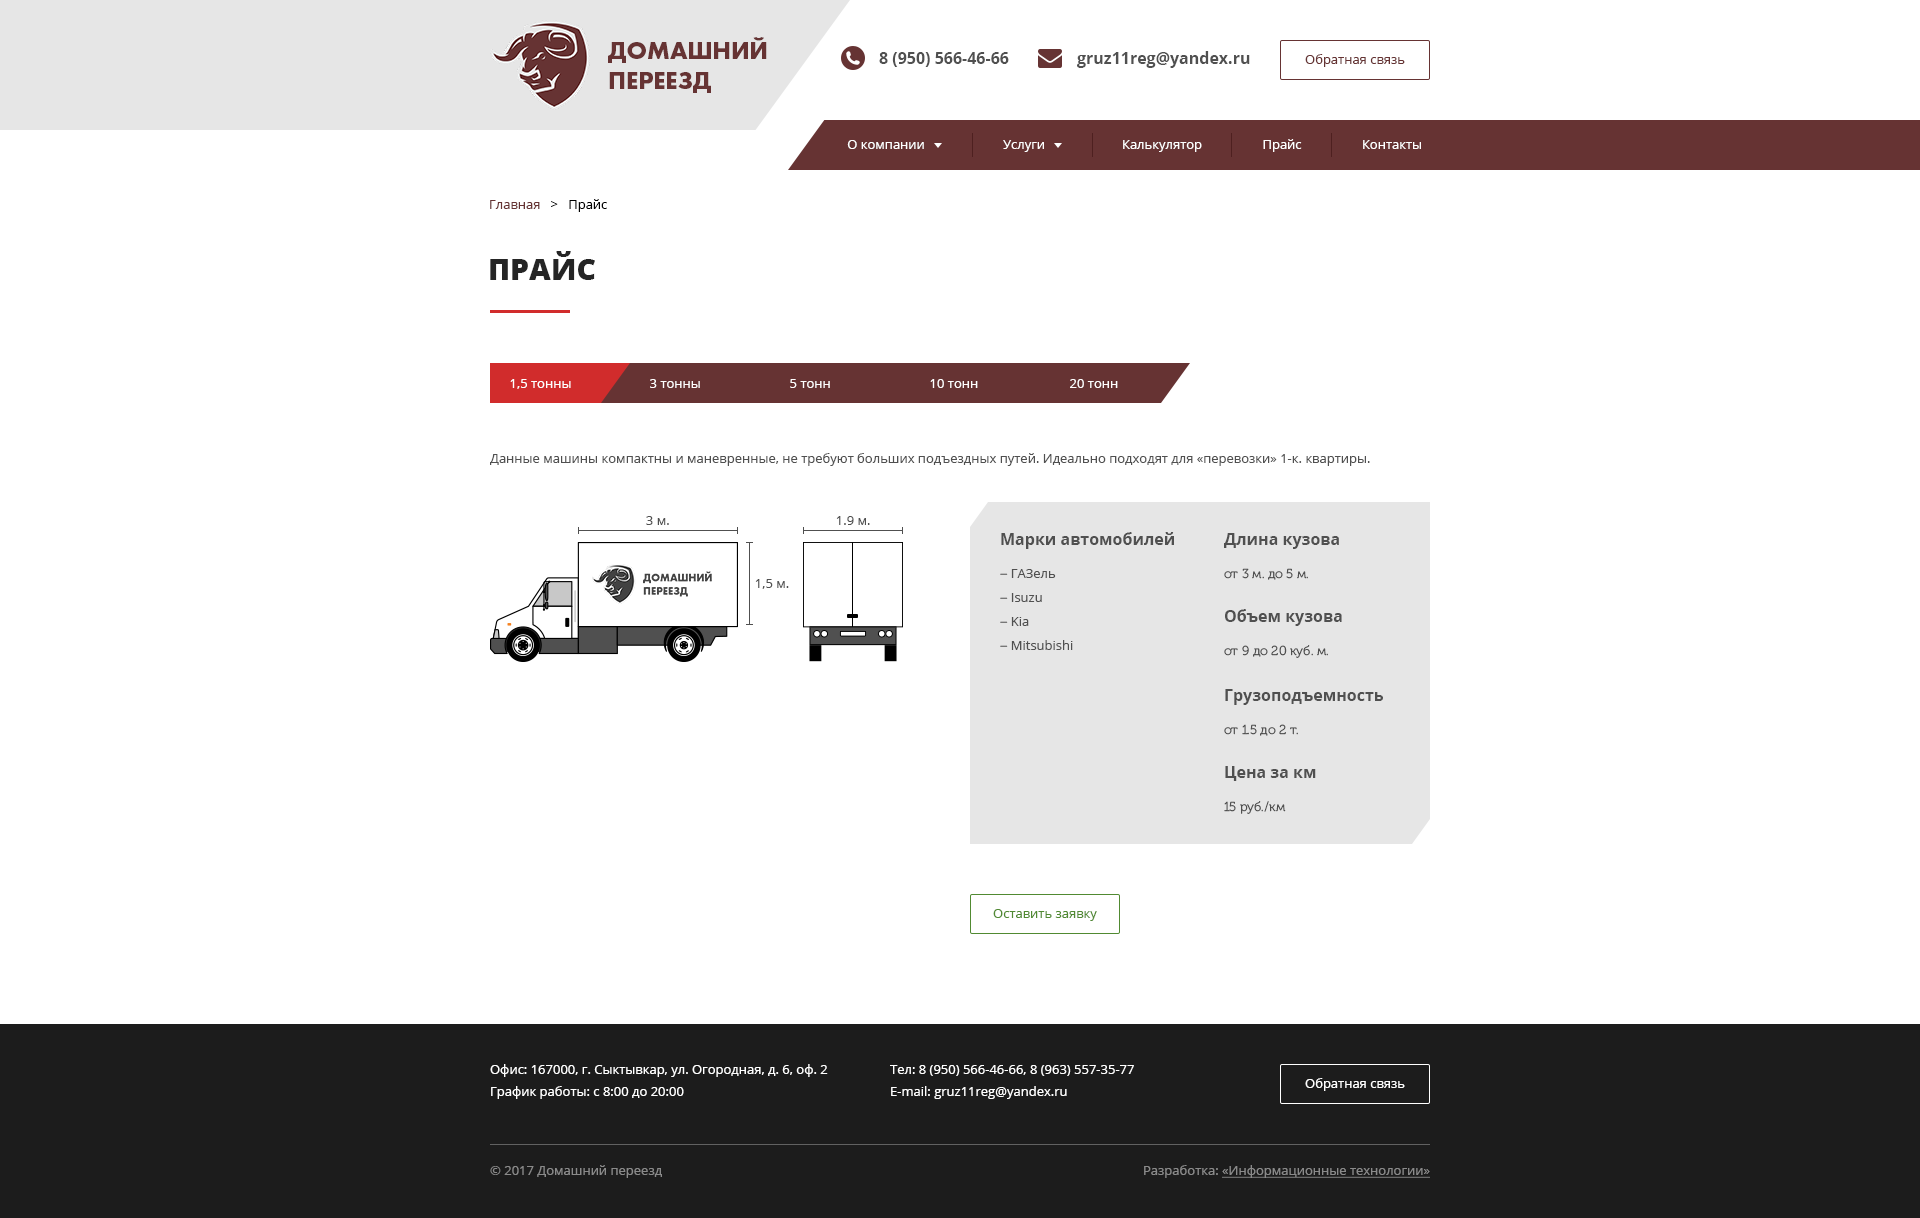 ДОМАШНИЙ
ПЕРЕЕЗД
8 (950) 566-46-66
gruz11reg@yandex.ru
Обратная связь
О компании
Услуги
Калькулятор
Прайс
Контакты
Главная > Прайс
ПРАЙС
1,5 тонны
3 тонны
5 тонн
10 тонн
20 тонн
Данные машины компактны и маневренные, не требуют больших подъездных путей. Идеально подходят для «перевозки» 1-к. квартиры.
3 м.
1.9 м.
ДОМАШНИЙ
ПЕРЕЕЗД
1,5 м.
Марки автомобилей
– ГАЗель
– Isuzu
– Kia
– Mitsubishi
Длина кузова
от 3 м. до 5 м.
Объем кузова
от 9 до 20 куб. м.
Грузоподъемность
от 1.5 до 2 т.
Цена за км
15 руб./км
Оставить заявку
Офис: 167000, г. Сыктывкар, ул. Огородная, д. 6, оф. 2
График работы: с 8:00 до 20:00
Тел: 8 (950) 566-46-66, 8 (963) 557-35-77
E-mail: gruz11reg@yandex.ru
Обратная связь
© 2017 Домашний переезд
Разработка: «Информационные технологии»